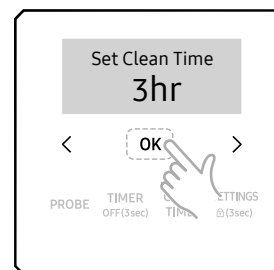 Set Clean Time
3hr
< OK >
PROBE TIMER
OFF(3sec) TIME (3sec)